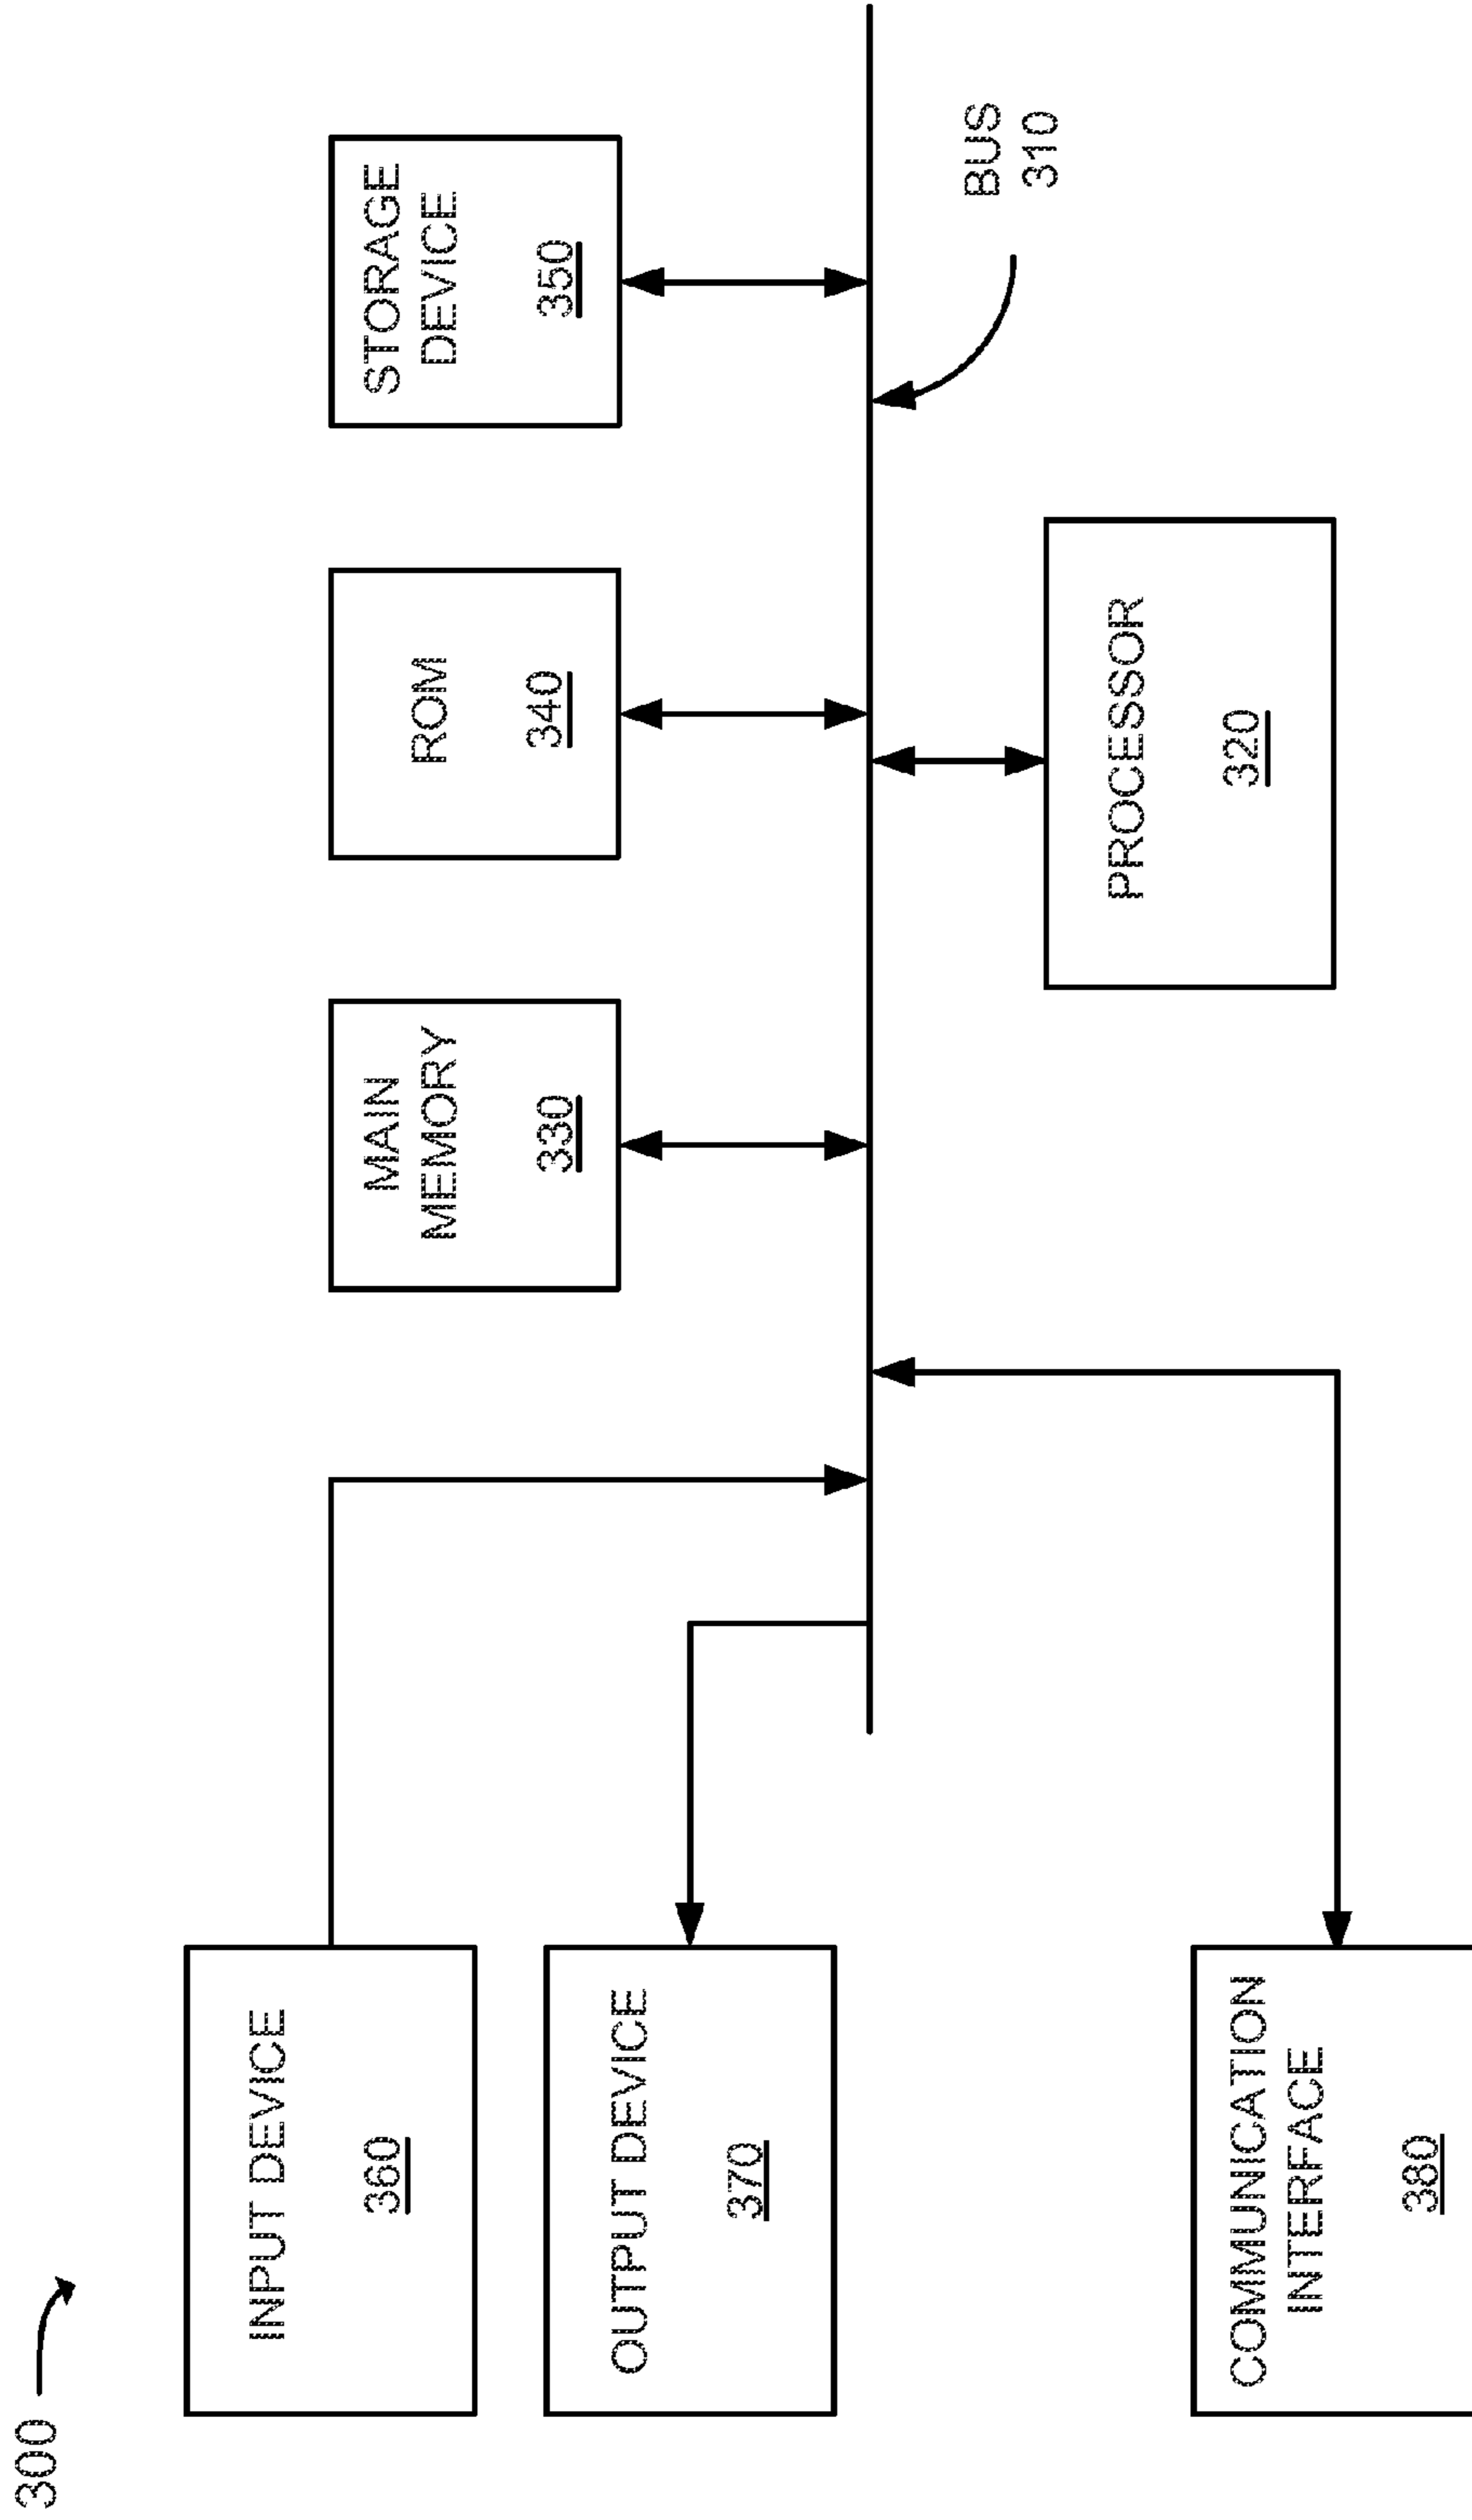 300
INPUT DEVICE
360
OUTPUT DEVICE
370
COMMUNICATION
INTERFACE
380
MAIN
MEMORY
330
ROM
340
STORAGE
DEVICE
350
PROCESSOR
320
BUS
310